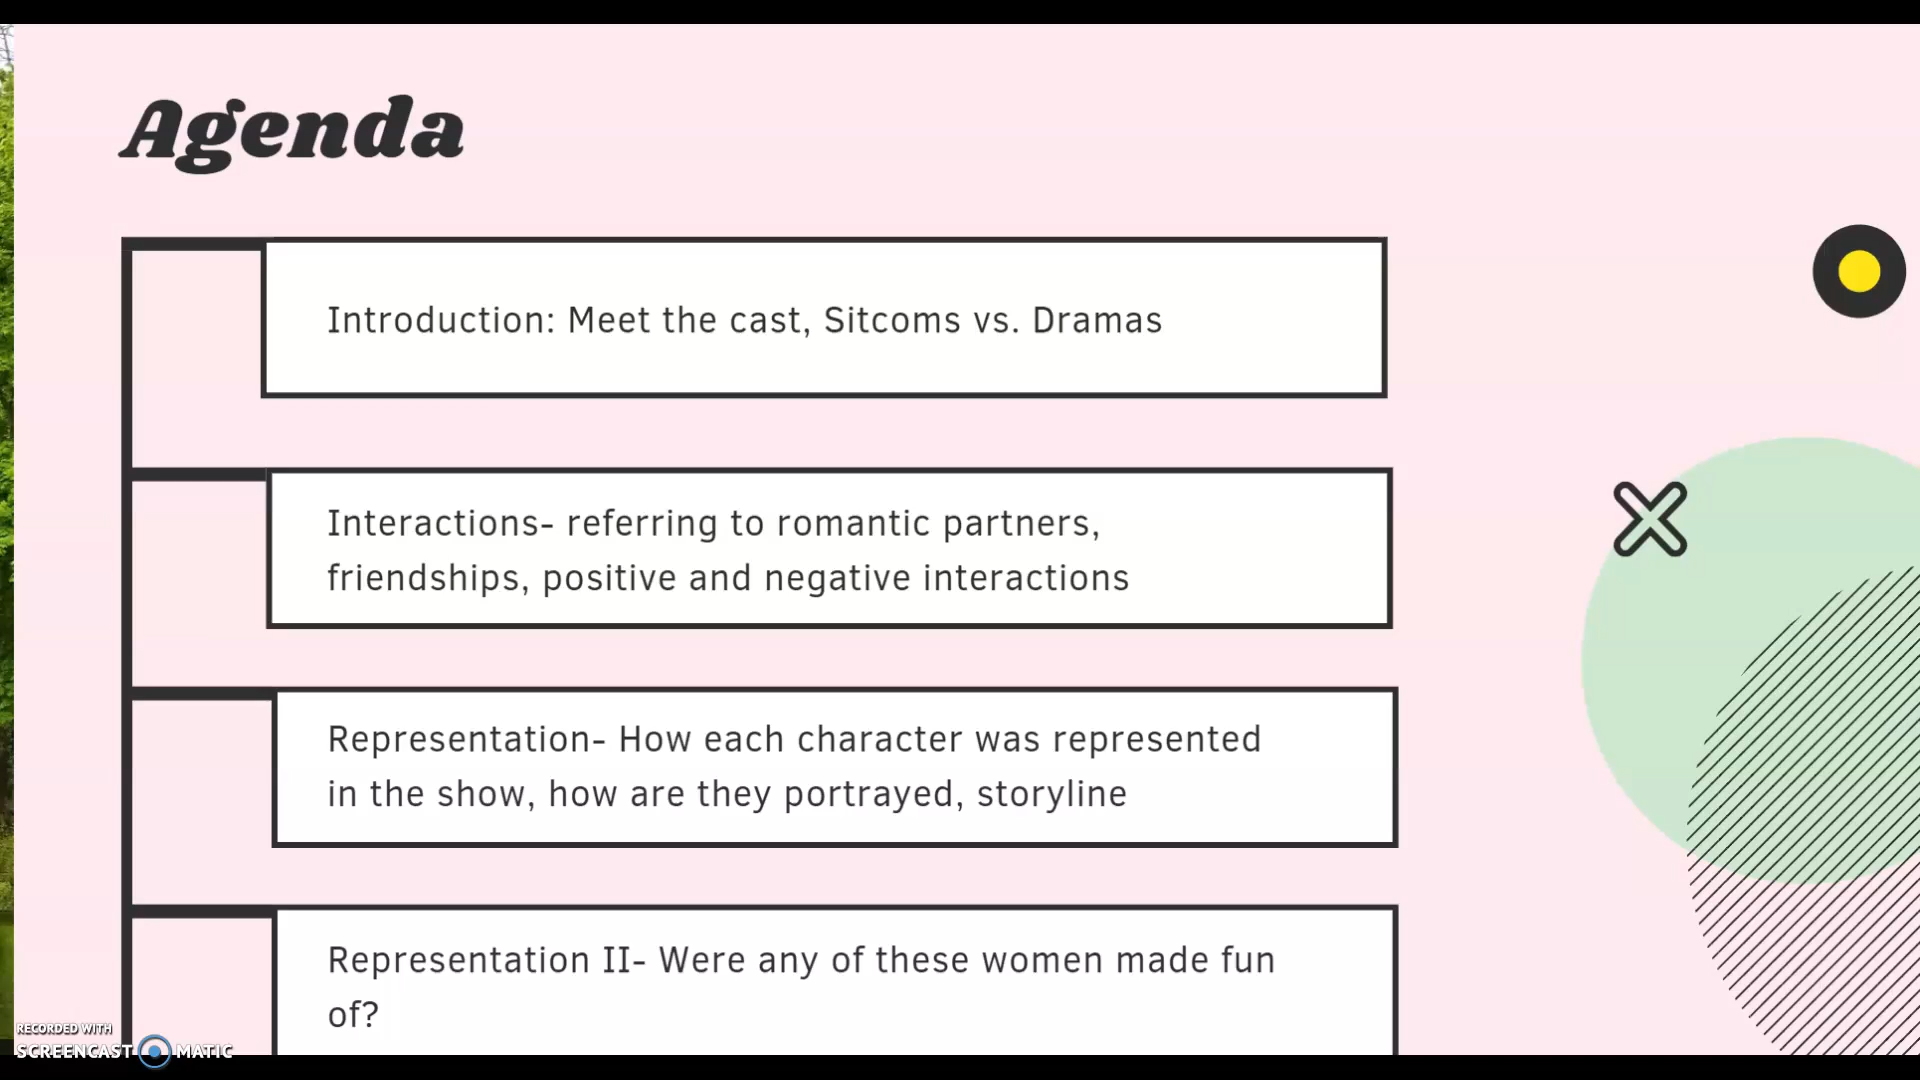 Agenda
Introduction: Meet the cast, Sitcoms vs. Dramas
Interactions- referring to romantic partners,
friendships, positive and negative interactions
Representation- How each character was represented
in the show, how are they portrayed, storyline
Representation II- Were any of these women made fun
of?
RECORDED WITH
SCREENCAST MATIC